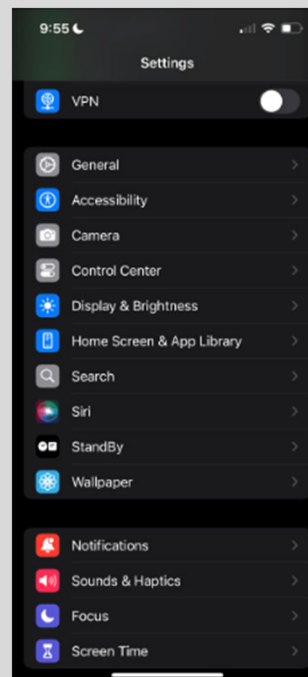 9:55
Settings
VPN
General
Accessibility
Camera
Control Center
Display & Brightness
Home Screen & App Library
Search
Siri
StandBy
Wallpaper
Notifications
Sounds & Haptics
Focus
Screen Time